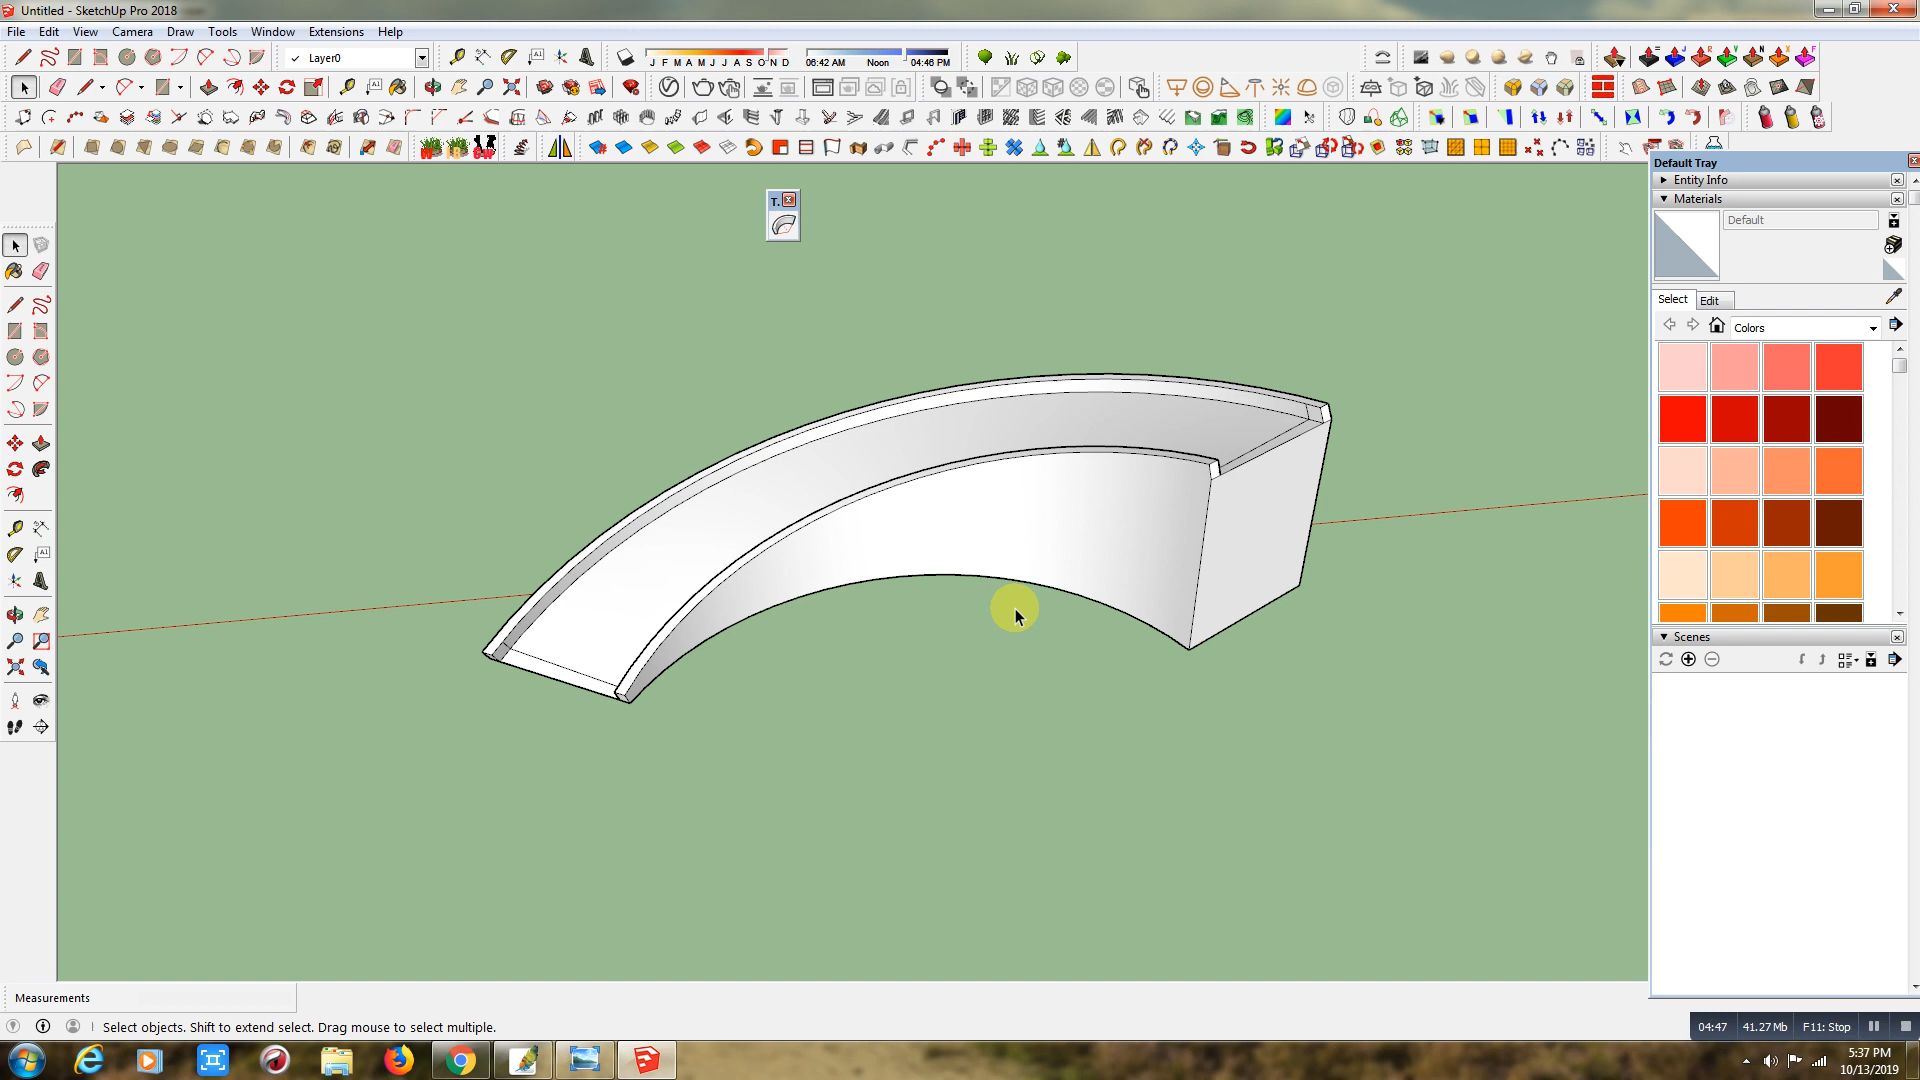 Untitled - SketchUp Pro 2018
File Edit View Camera Draw Tools Window Extensions Help
Layer0
J F M A M J J A S O N D
06:42 AM Noon 04:46 PM
Default Tray
Entity Info
Materials
T.
Default
Select Edit
Colors
Scenes
Measurements
Select objects. Shift to extend select. Drag mouse to select multiple.
04:47 41.27 Mb F11: Stop
5:37 PM
10/13/2019